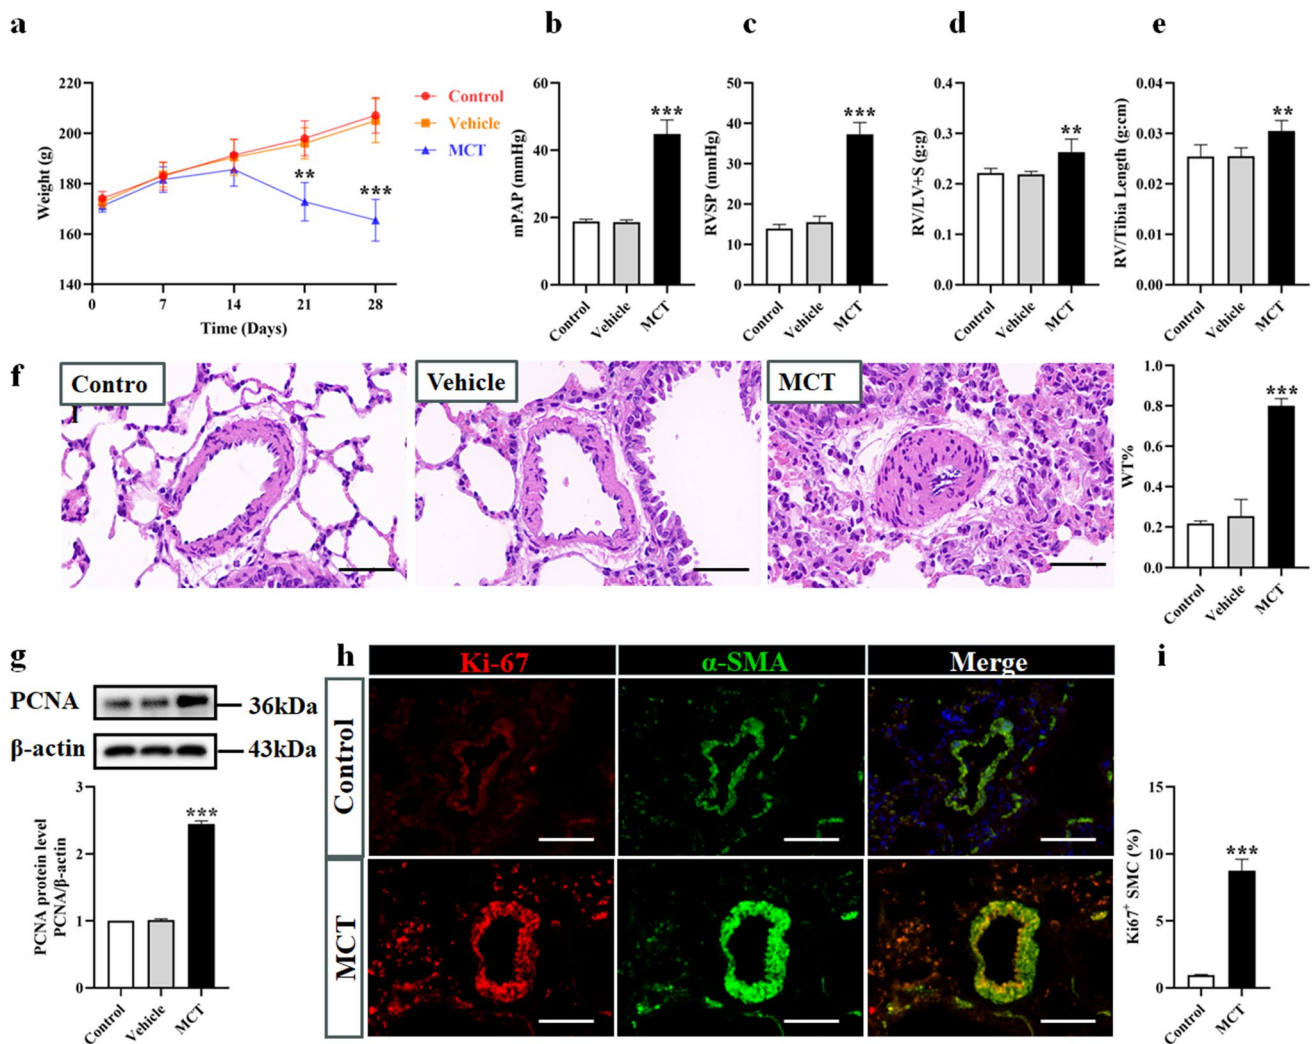 a
b
c
d
e
220
200
180
160
140
Weight (g)
0 7 14 21 28
Time (Days)
**
***
Control
Vehicle
MCT
60
40
20
0
mPAP (mmHg)
***
Control Vehicle MCT
50
40
30
20
10
0
RVSP (mmHg)
***
Control Vehicle MCT
0.4
0.3
0.2
0.1
0.0
RV/LV+S (g:g)
**
Control Vehicle MCT
0.04
0.03
0.02
0.01
0.00
RV/Tibia Length (g:cm)
**
Control Vehicle MCT
f
Contro
l
Vehicle
MCT
1.0
0.8
0.6
0.4
0.2
0.0
WT%
***
Control Vehicle MCT
g
PCNA
36kDa
β-actin
43kDa
3
2
1
0
PCNA protein level
PCNA/β-actin
***
Control Vehicle MCT
h
Ki-67
α-SMA
Merge
Control
MCT
i
15
10
5
0
Ki67+ SMC (%)
***
Control MCT